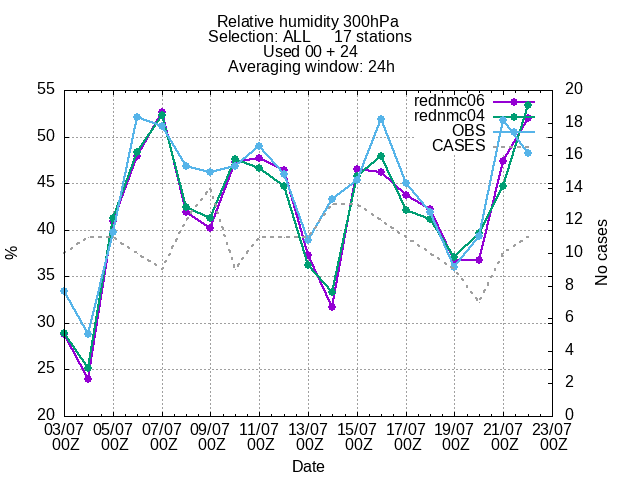 Relative humidity 300hPa
Selection: ALL 17 stations
Used 00 + 24
Averaging window: 24h
55 20
rednmc06
rednmc04
OBS
CASES
50 18
16
45 14
12
40 10
35 8
30 6
25 4
2
20 0
%
No cases
03/07 05/07 07/07 09/07 11/07 13/07 15/07 17/07 19/07 21/07 23/07
00Z 00Z 00Z 00Z 00Z 00Z 00Z 00Z 00Z 00Z 00Z
Date